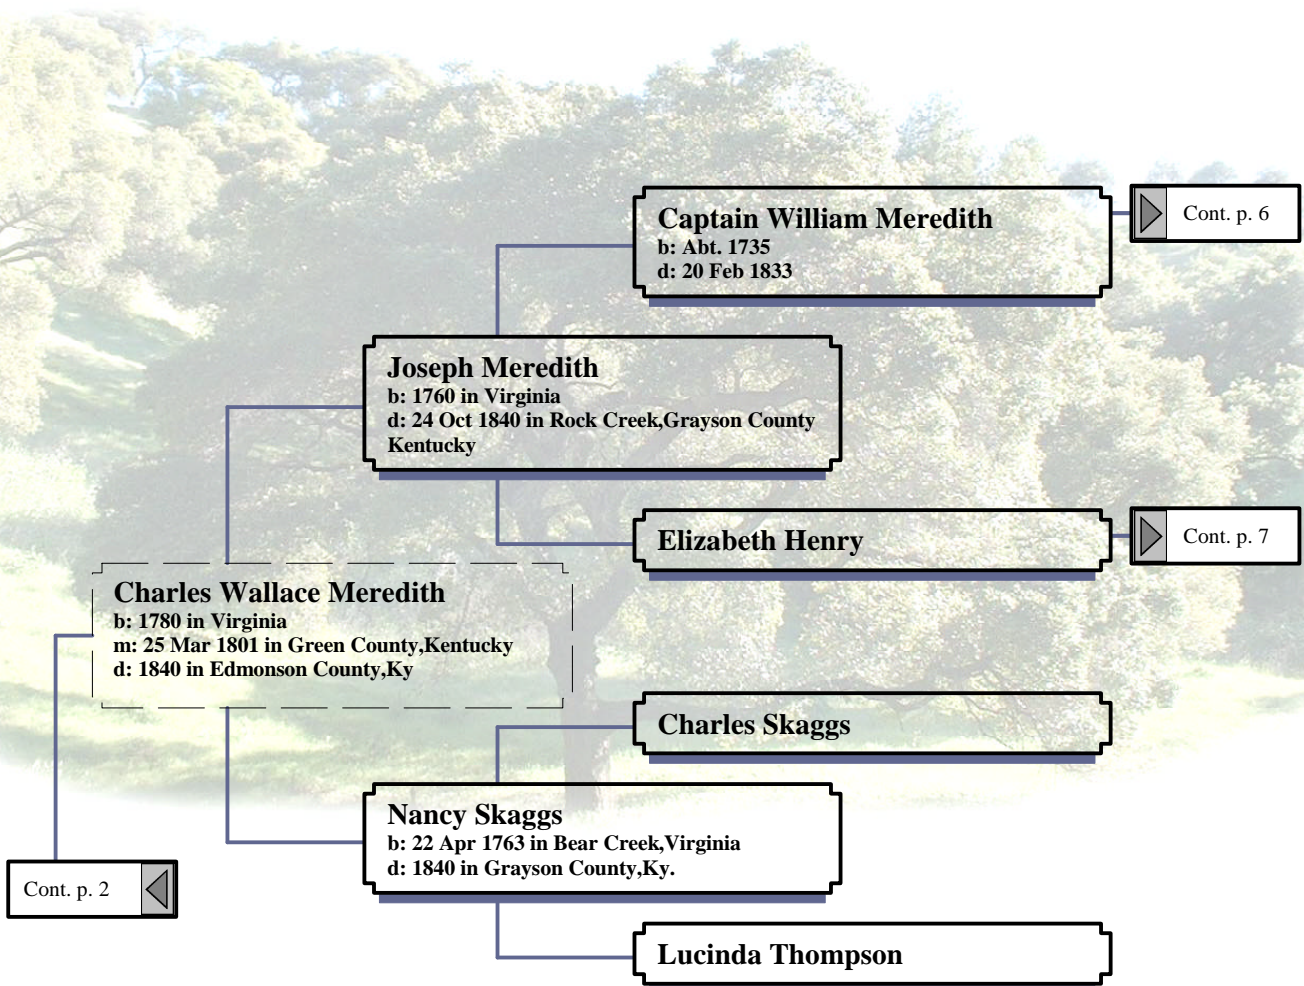 Captain William Meredith
b: Abt. 1735
d: 20 Feb 1833
Cont. p. 6
Joseph Meredith
b: 1760 in Virginia
d: 24 Oct 1840 in Rock Creek,Grayson County
Kentucky
Elizabeth Henry
Cont. p. 7
Charles Wallace Meredith
b: 1780 in Virginia
m: 25 Mar 1801 in Green County,Kentucky
d: 1840 in Edmonson County,Ky
Charles Skaggs
Nancy Skaggs
b: 22 Apr 1763 in Bear Creek,Virginia
d: 1840 in Grayson County,Ky.
Cont. p. 2
Lucinda Thompson